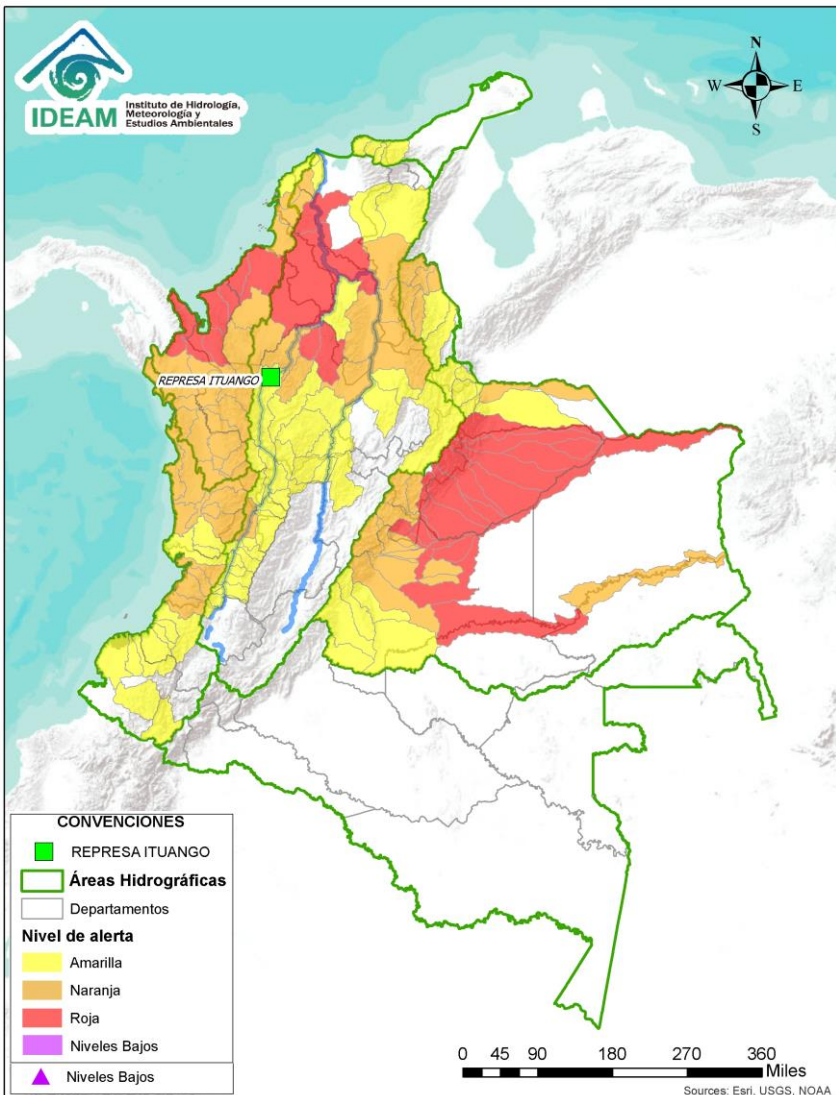 IDEAM
Instituto de Hidrología,
Meteorología y
Estudios Ambientales
N
W
E
S
REPRESA ITUANGO
CONVENCIONES
REPRESA ITUANGO
Áreas Hidrográficas
Departamentos
Nivel de alerta
Amarilla
Naranja
Roja
Niveles Bajos
Niveles Bajos
0 45 90 180 270 360
Miles
Sources: Esri, USGS, NOAA